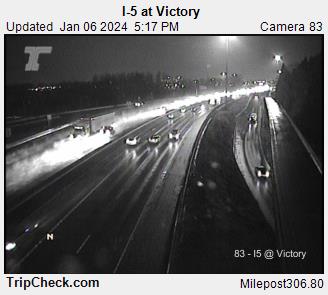 I-5 at Victory
Updated Jan 06 2024 5:17 PM Camera 83
N
83 - I5 @ Victory
TripCheck.com Milepost306.80